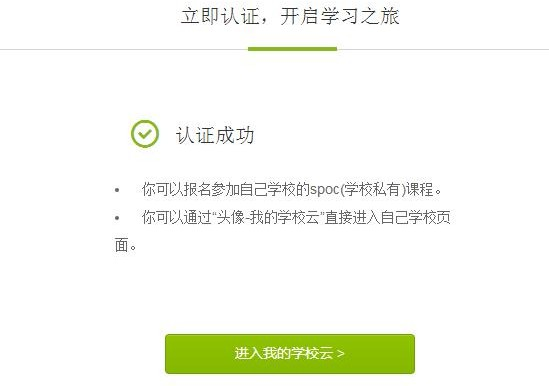 立即认证，开启学习之旅
认证成功
• 你可以报名参加自己学校的spoc(学校私有)课程。
• 你可以通过“头像-我的学校云”直接进入自己学校页
面。
进入我的学校云 >